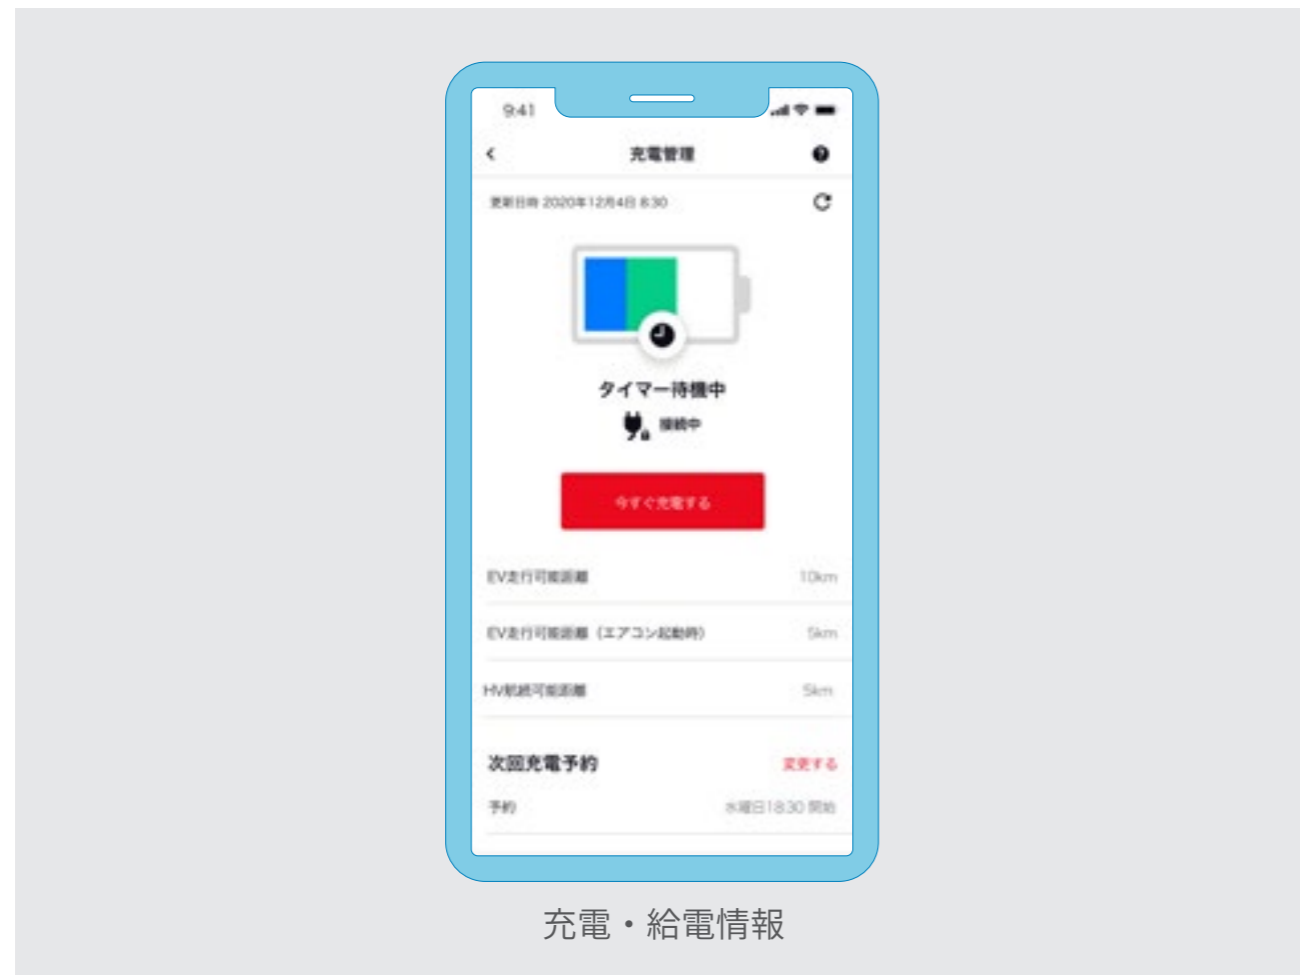 9:41
充電管理
更新日時 2020年12月4日 8:30
タイマー待機中
接続中
今すぐ充電する
EV走行可能距離 10km
EV走行可能距離（エアコン起動時） 5km
HV航続可能距離 5km
次回充電予約 変更する
予約 水曜日18:30 開始
充電・給電情報